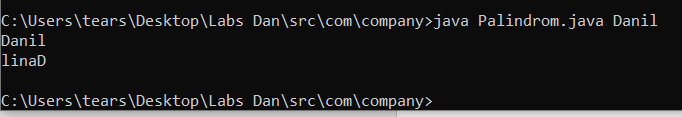 C:\Users\tears\Desktop\Labs Dan\src\com\company>java Palindrom.java Danil
Danil
linaD
C:\Users\tears\Desktop\Labs Dan\src\com\company>